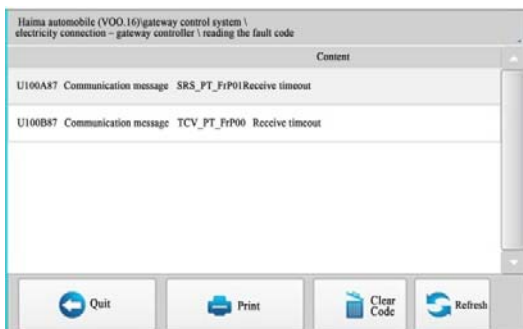 Haima automobile (VOO.16)\gateway control system \
electricity connection – gateway controller \ reading the fault code
Content
U100A87 Communication message SRS_PT_FrP01Receive timeout
U100B87 Communication message TCV_PT_FrP00 Receive timeout
Quit
Print
Clear
Code
Refresh